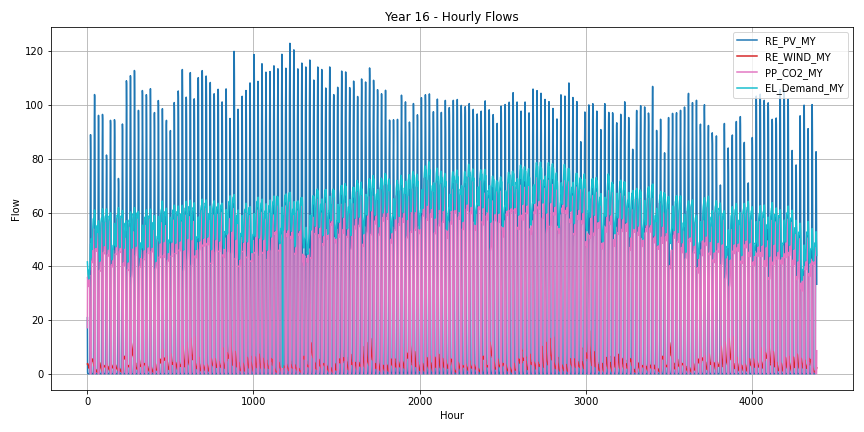 Year 16 - Hourly Flows
RE_PV_MY
RE_WIND_MY
PP_CO2_MY
EL_Demand_MY
120
100
80
60
40
20
0
Flow
0 1000 2000 3000 4000
Hour